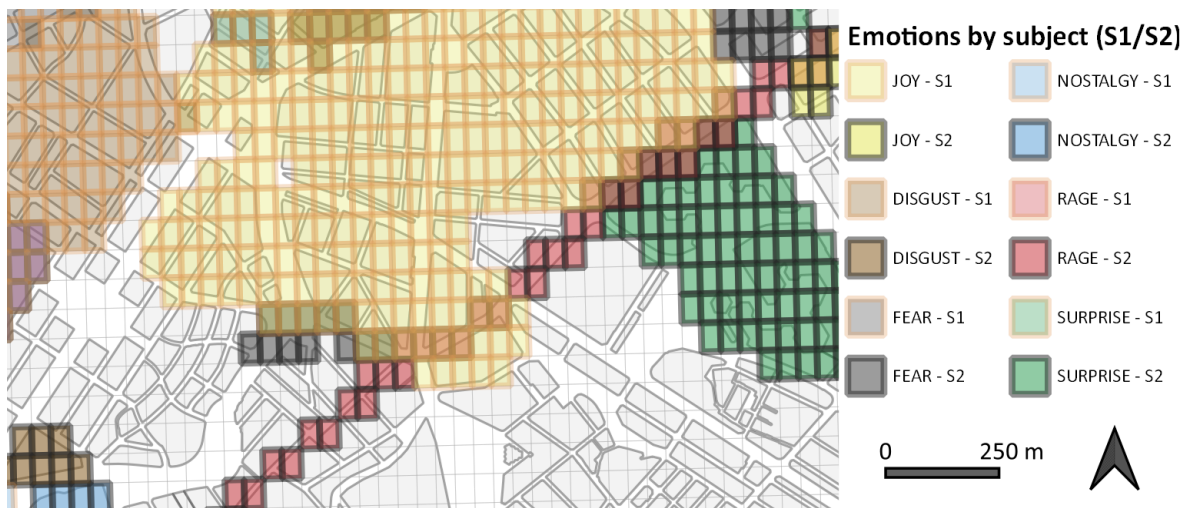 Emotions by subject (S1/S2)
JOY - S1
NOSTALGY - S1
JOY - S2
NOSTALGY - S2
DISGUST - S1
RAGE - S1
DISGUST - S2
RAGE - S2
FEAR - S1
SURPRISE - S1
FEAR - S2
SURPRISE - S2
0 250 m